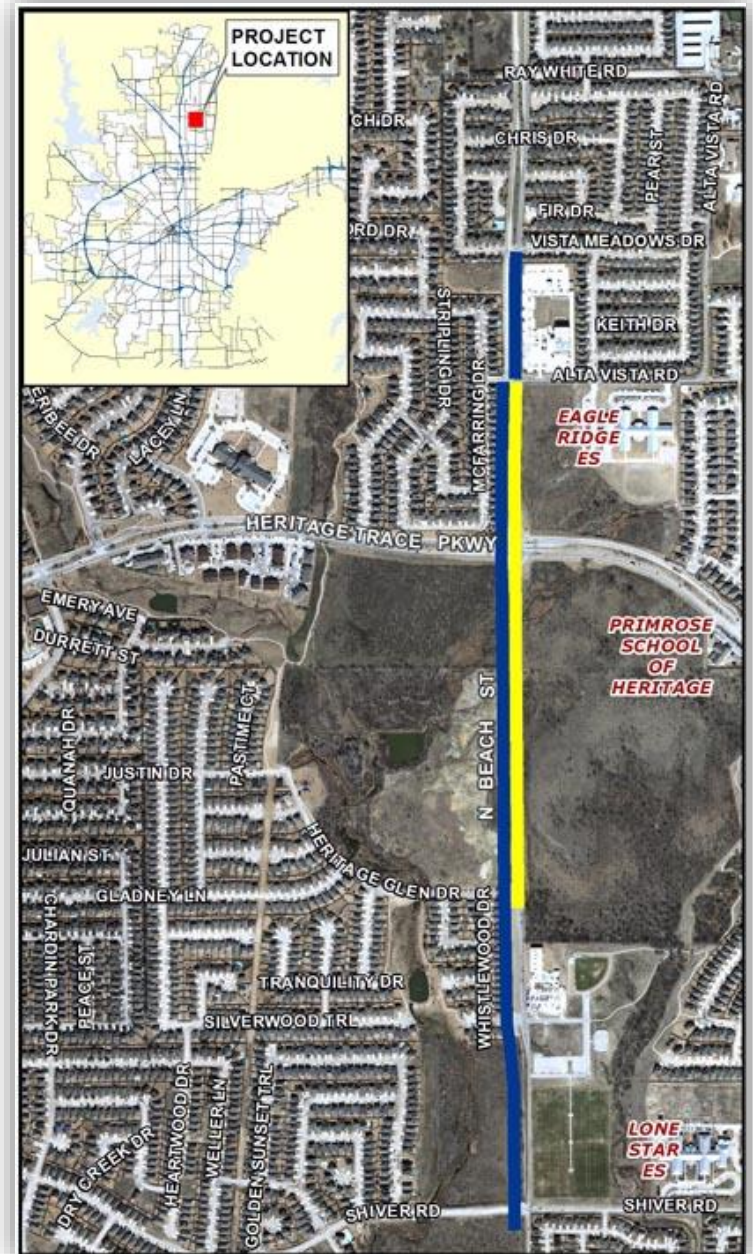 PROJECT
LOCATION
RAY WHITE RD
CH DR
CHRIS DR
PEAR ST
ALTA VISTA RD
FIR DR
ORD DR
VISTA MEADOWS DR
STRIPLING DR
KEITH DR
MCFARRING DR
ALTA VISTA RD
EAGLE
RIDGE
ES
ERIBEE DR
LACEY LN
HERITAGE TRACE PKWY
EMERY AVE
DURRETT ST
PRIMROSE
SCHOOL
OF
HERITAGE
QUANAH DR
PASTIME CT
N BEACH ST
JUSTIN DR
JULIAN ST
HERITAGE GLEN DR
GLADNEY LN
CHARDIN PARK DR
PEACE ST
WHISTLEWOOD DR
TRANQUILITY DR
SILVERWOOD TRL
HEARTWOOD DR
WELLER LN
GOLDEN SUNSET TRL
DRY CREEK DR
LONE
STAR
ES
SHIVER RD
SHIVER RD